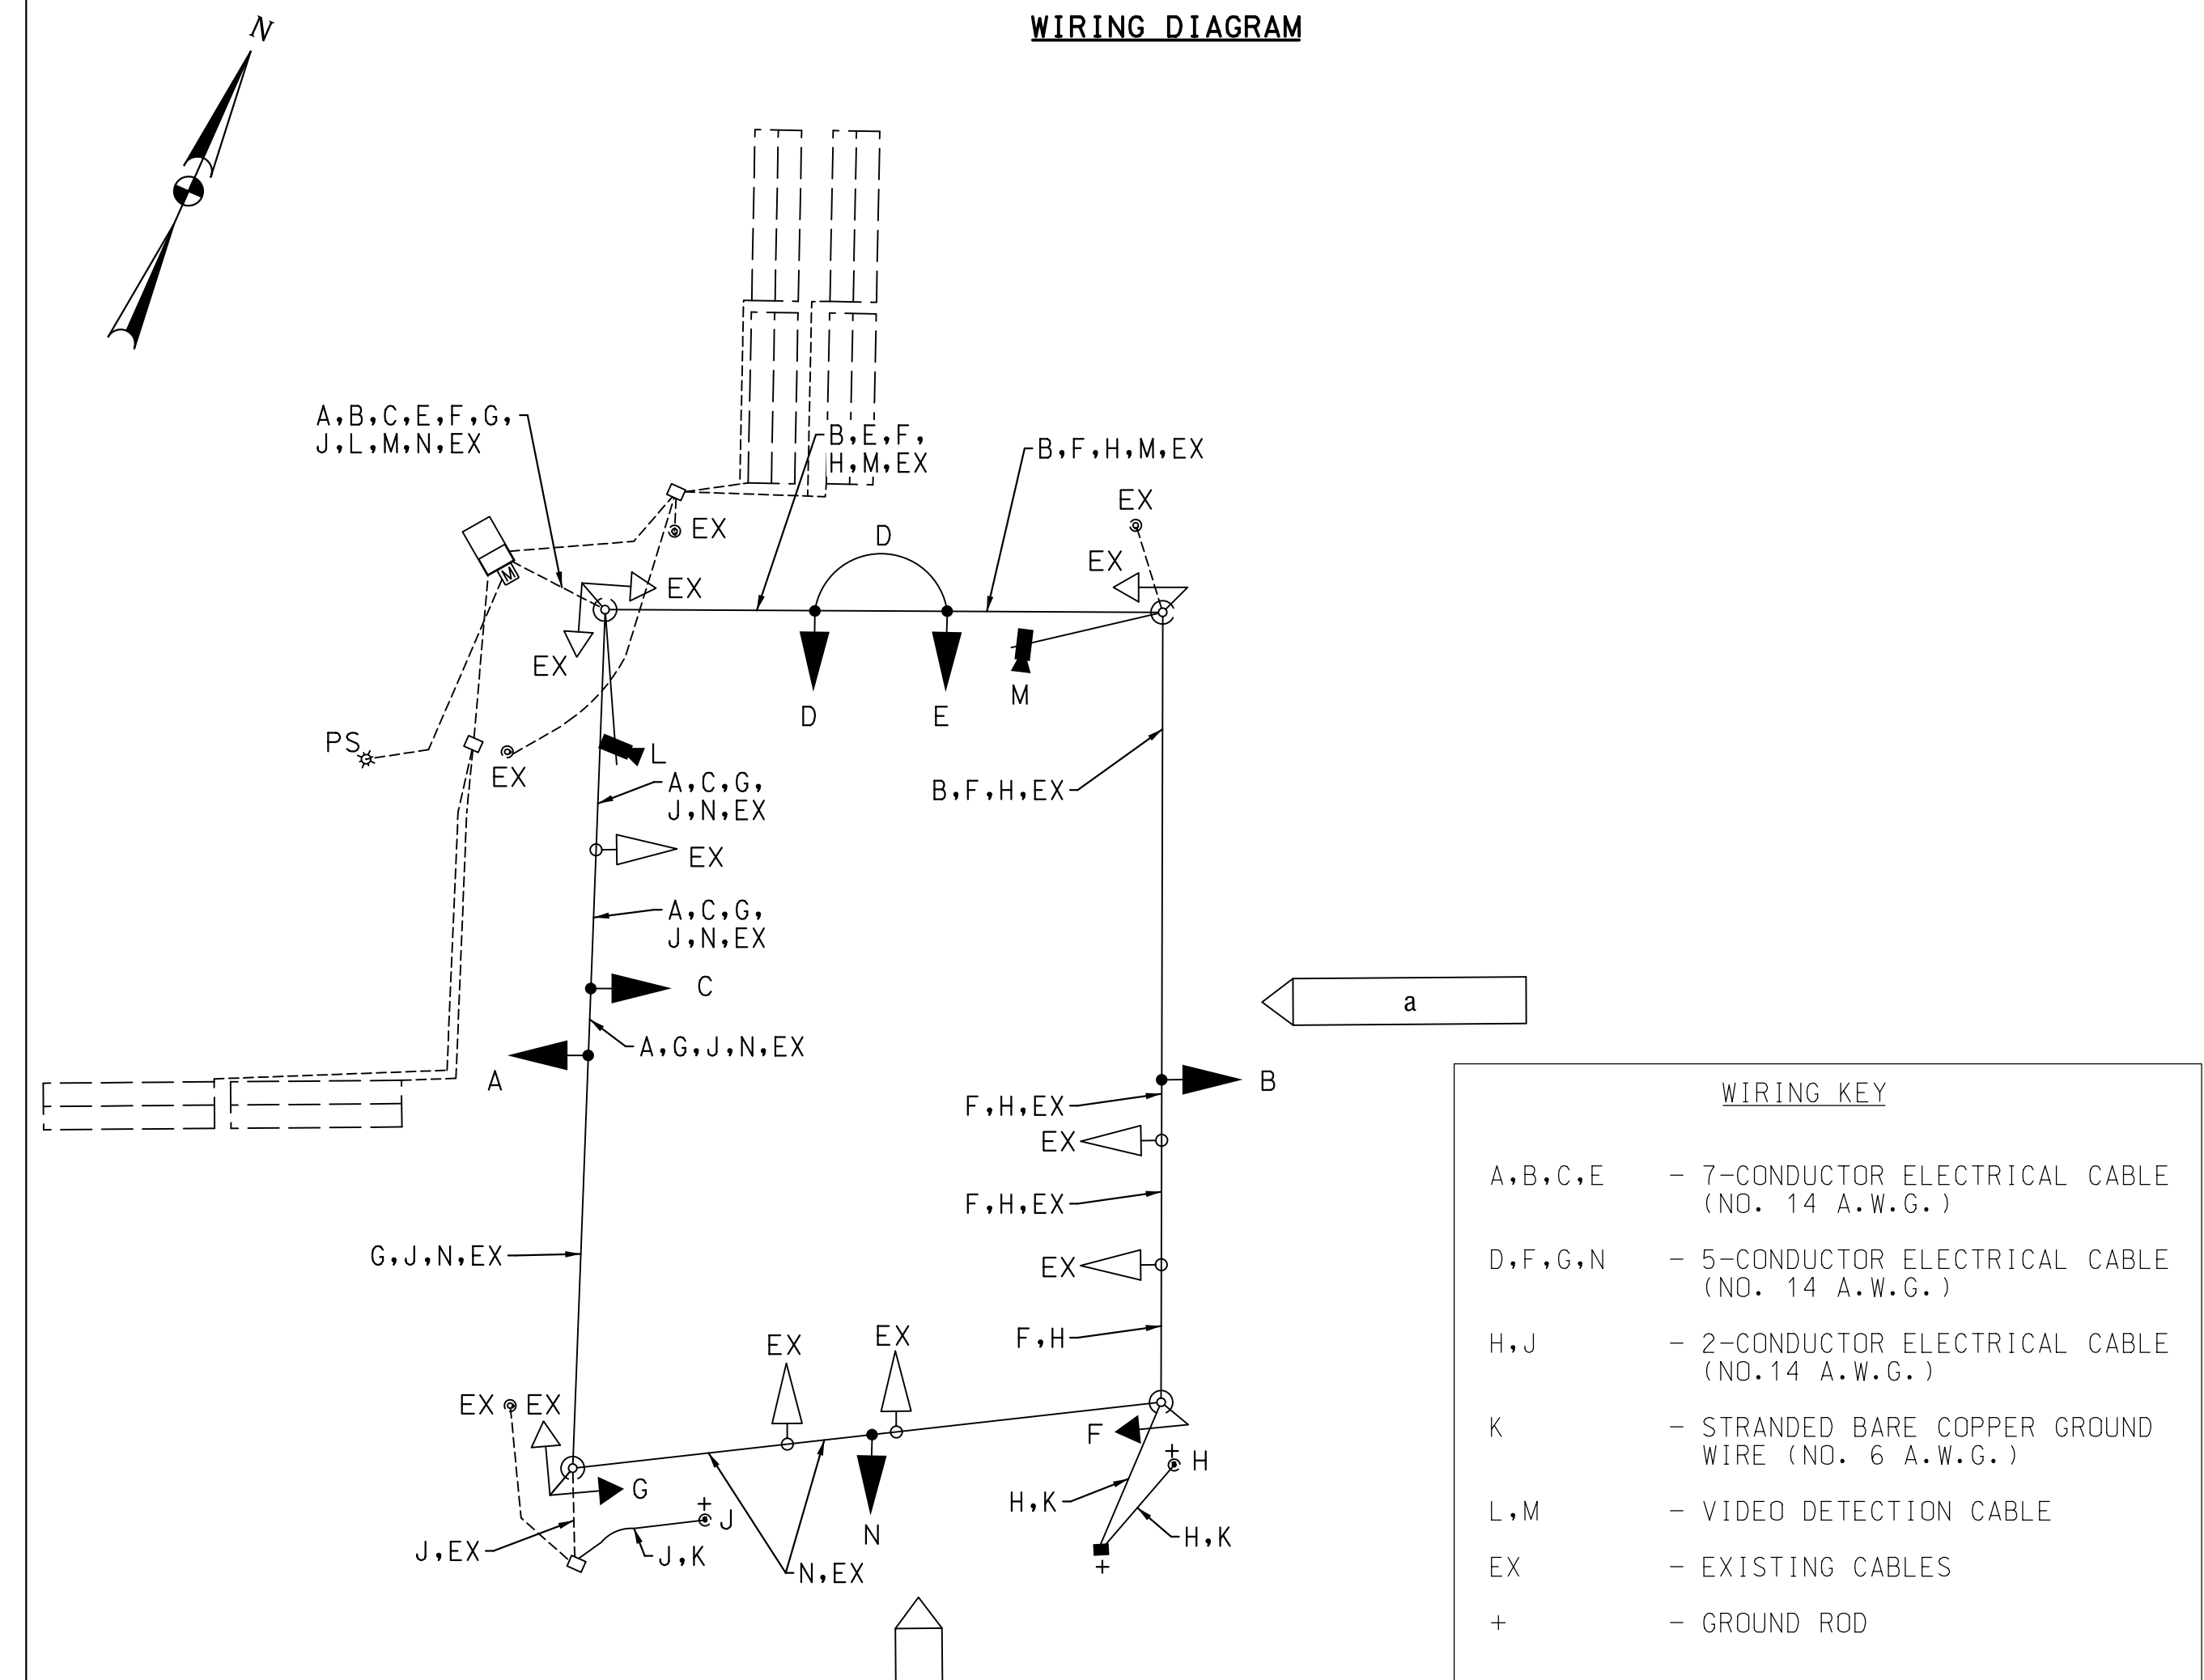 WIRING DIAGRAM
N
A,B,C,E,F,G,
J,L,M,N,EX
B,E,F,
H,M,EX
B,F,H,M,EX
EX
EX
D
EX
M
EX
EX
D
E
M
PS
L
EX
A,C,G,
J,N,EX
B,F,H,EX
EX
A,C,G,
J,N,EX
C
a
A,G,J,N,EX
A
B
F,H,EX
EX
F,H,EX
G,J,N,EX
EX
F,H
EX
EX
EX
EX
F
H
G
H,K
J
N
H,K
J,EX
J,K
N,EX
WIRING KEY
A,B,C,E - 7-CONDUCTOR ELECTRICAL CABLE
(NO. 14 A.W.G.)
D,F,G,N - 5-CONDUCTOR ELECTRICAL CABLE
(NO. 14 A.W.G.)
H,J - 2-CONDUCTOR ELECTRICAL CABLE
(NO.14 A.W.G.)
K - STRANDED BARE COPPER GROUND
WIRE (NO. 6 A.W.G.)
L,M - VIDEO DETECTION CABLE
EX - EXISTING CABLES
+ - GROUND ROD